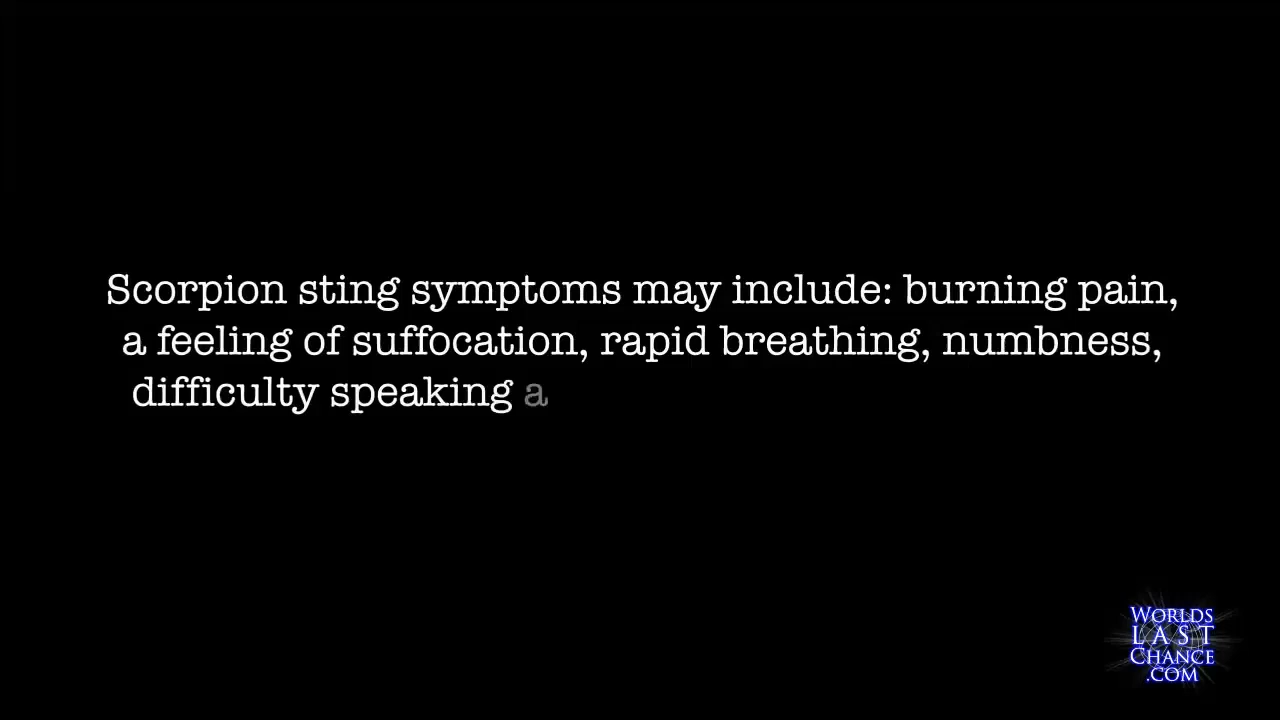 Scorpion sting symptoms may include: burning pain,
a feeling of suffocation, rapid breathing, numbness,
difficulty speaking a
WORLDS
LAST
CHANCE
.COM